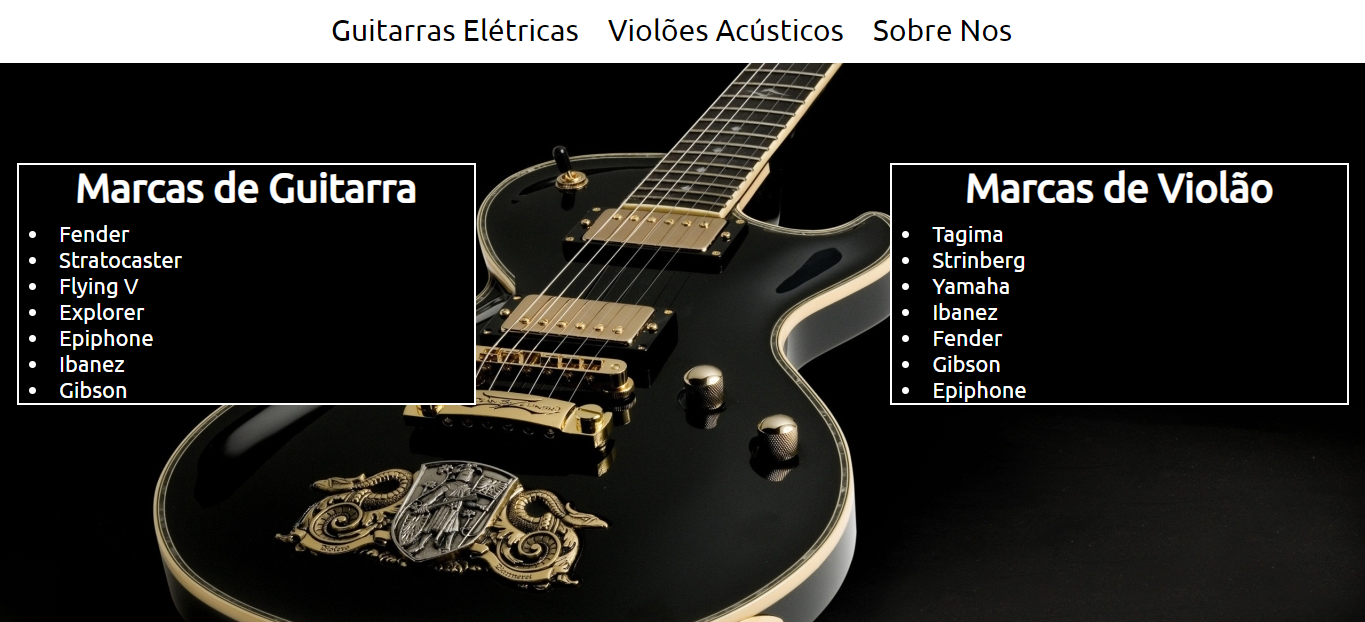 Guitarras Elétricas Violões Acústicos Sobre Nos
Marcas de Guitarra
Fender
Stratocaster
Flying V
Explorer
Epiphone
Ibanez
Gibson
Marcas de Violão
Tagima
Strinberg
Yamaha
Ibanez
Fender
Gibson
Epiphone